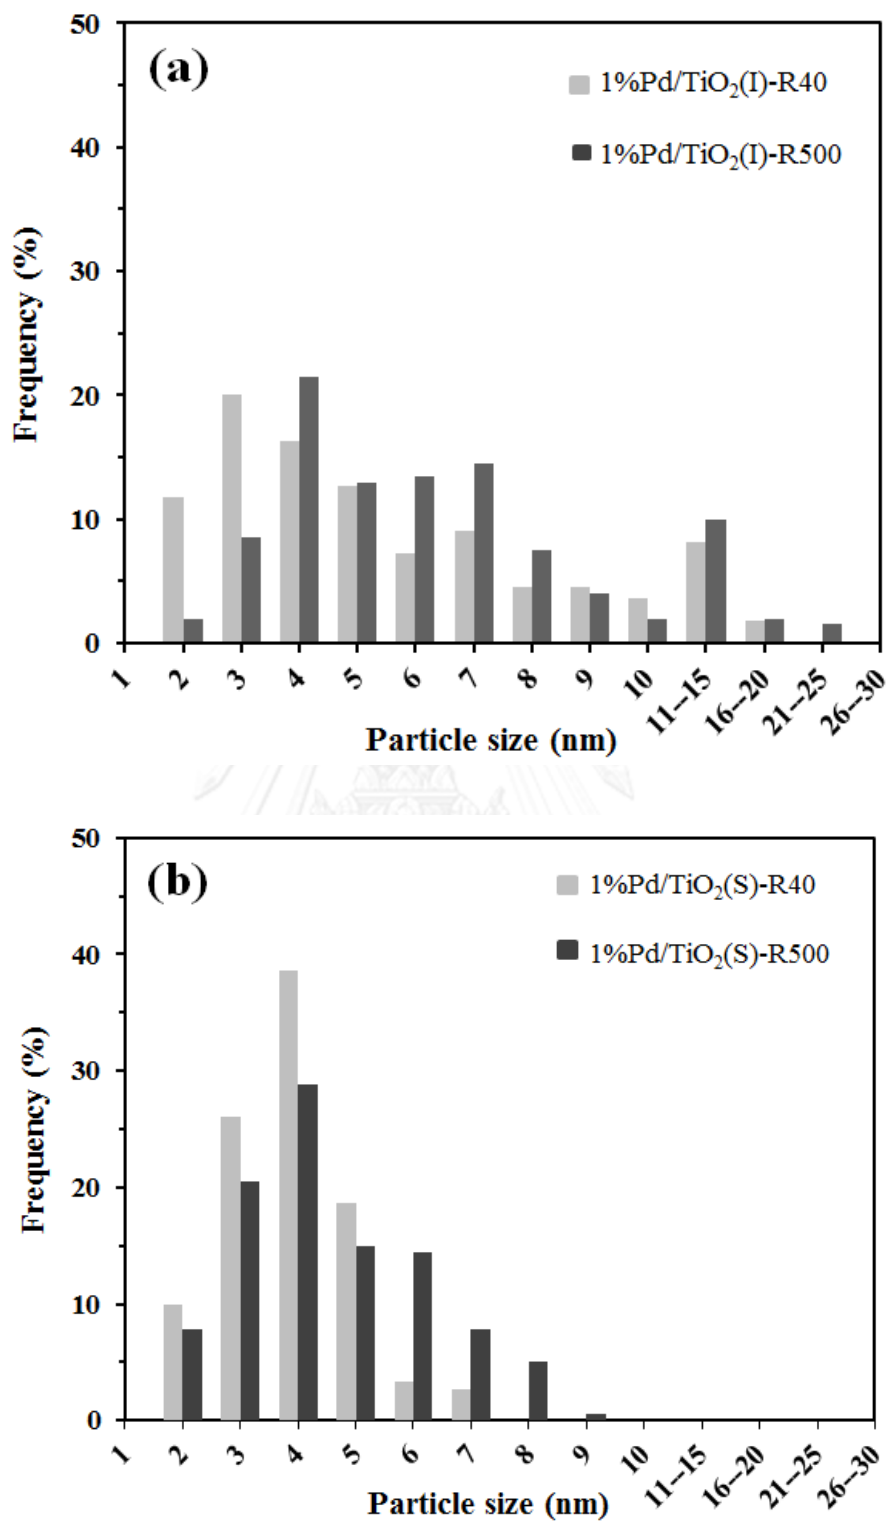 50
(a)
1%Pd/TiO₂(I)-R40
40
1%Pd/TiO₂(I)-R500
30
Frequency (%)
20
10
0
1 2 3 4 5 6 7 8 9 10 11--15 16--20 21--25 26--30
Particle size (nm)
50
(b)
1%Pd/TiO₂(S)-R40
40
1%Pd/TiO₂(S)-R500
30
Frequency (%)
20
10
0
1 2 3 4 5 6 7 8 9 10 11--15 16--20 21--25 26--30
Particle size (nm)